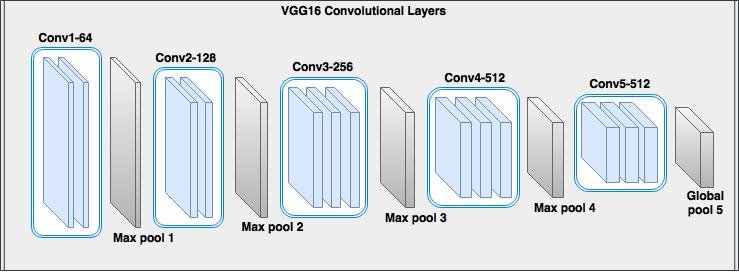 VGG16 Convolutional Layers
Conv1-64
Conv2-128
Conv3-256
Conv4-512
Conv5-512
Max pool 1
Max pool 2
Max pool 3
Max pool 4
Global
pool 5